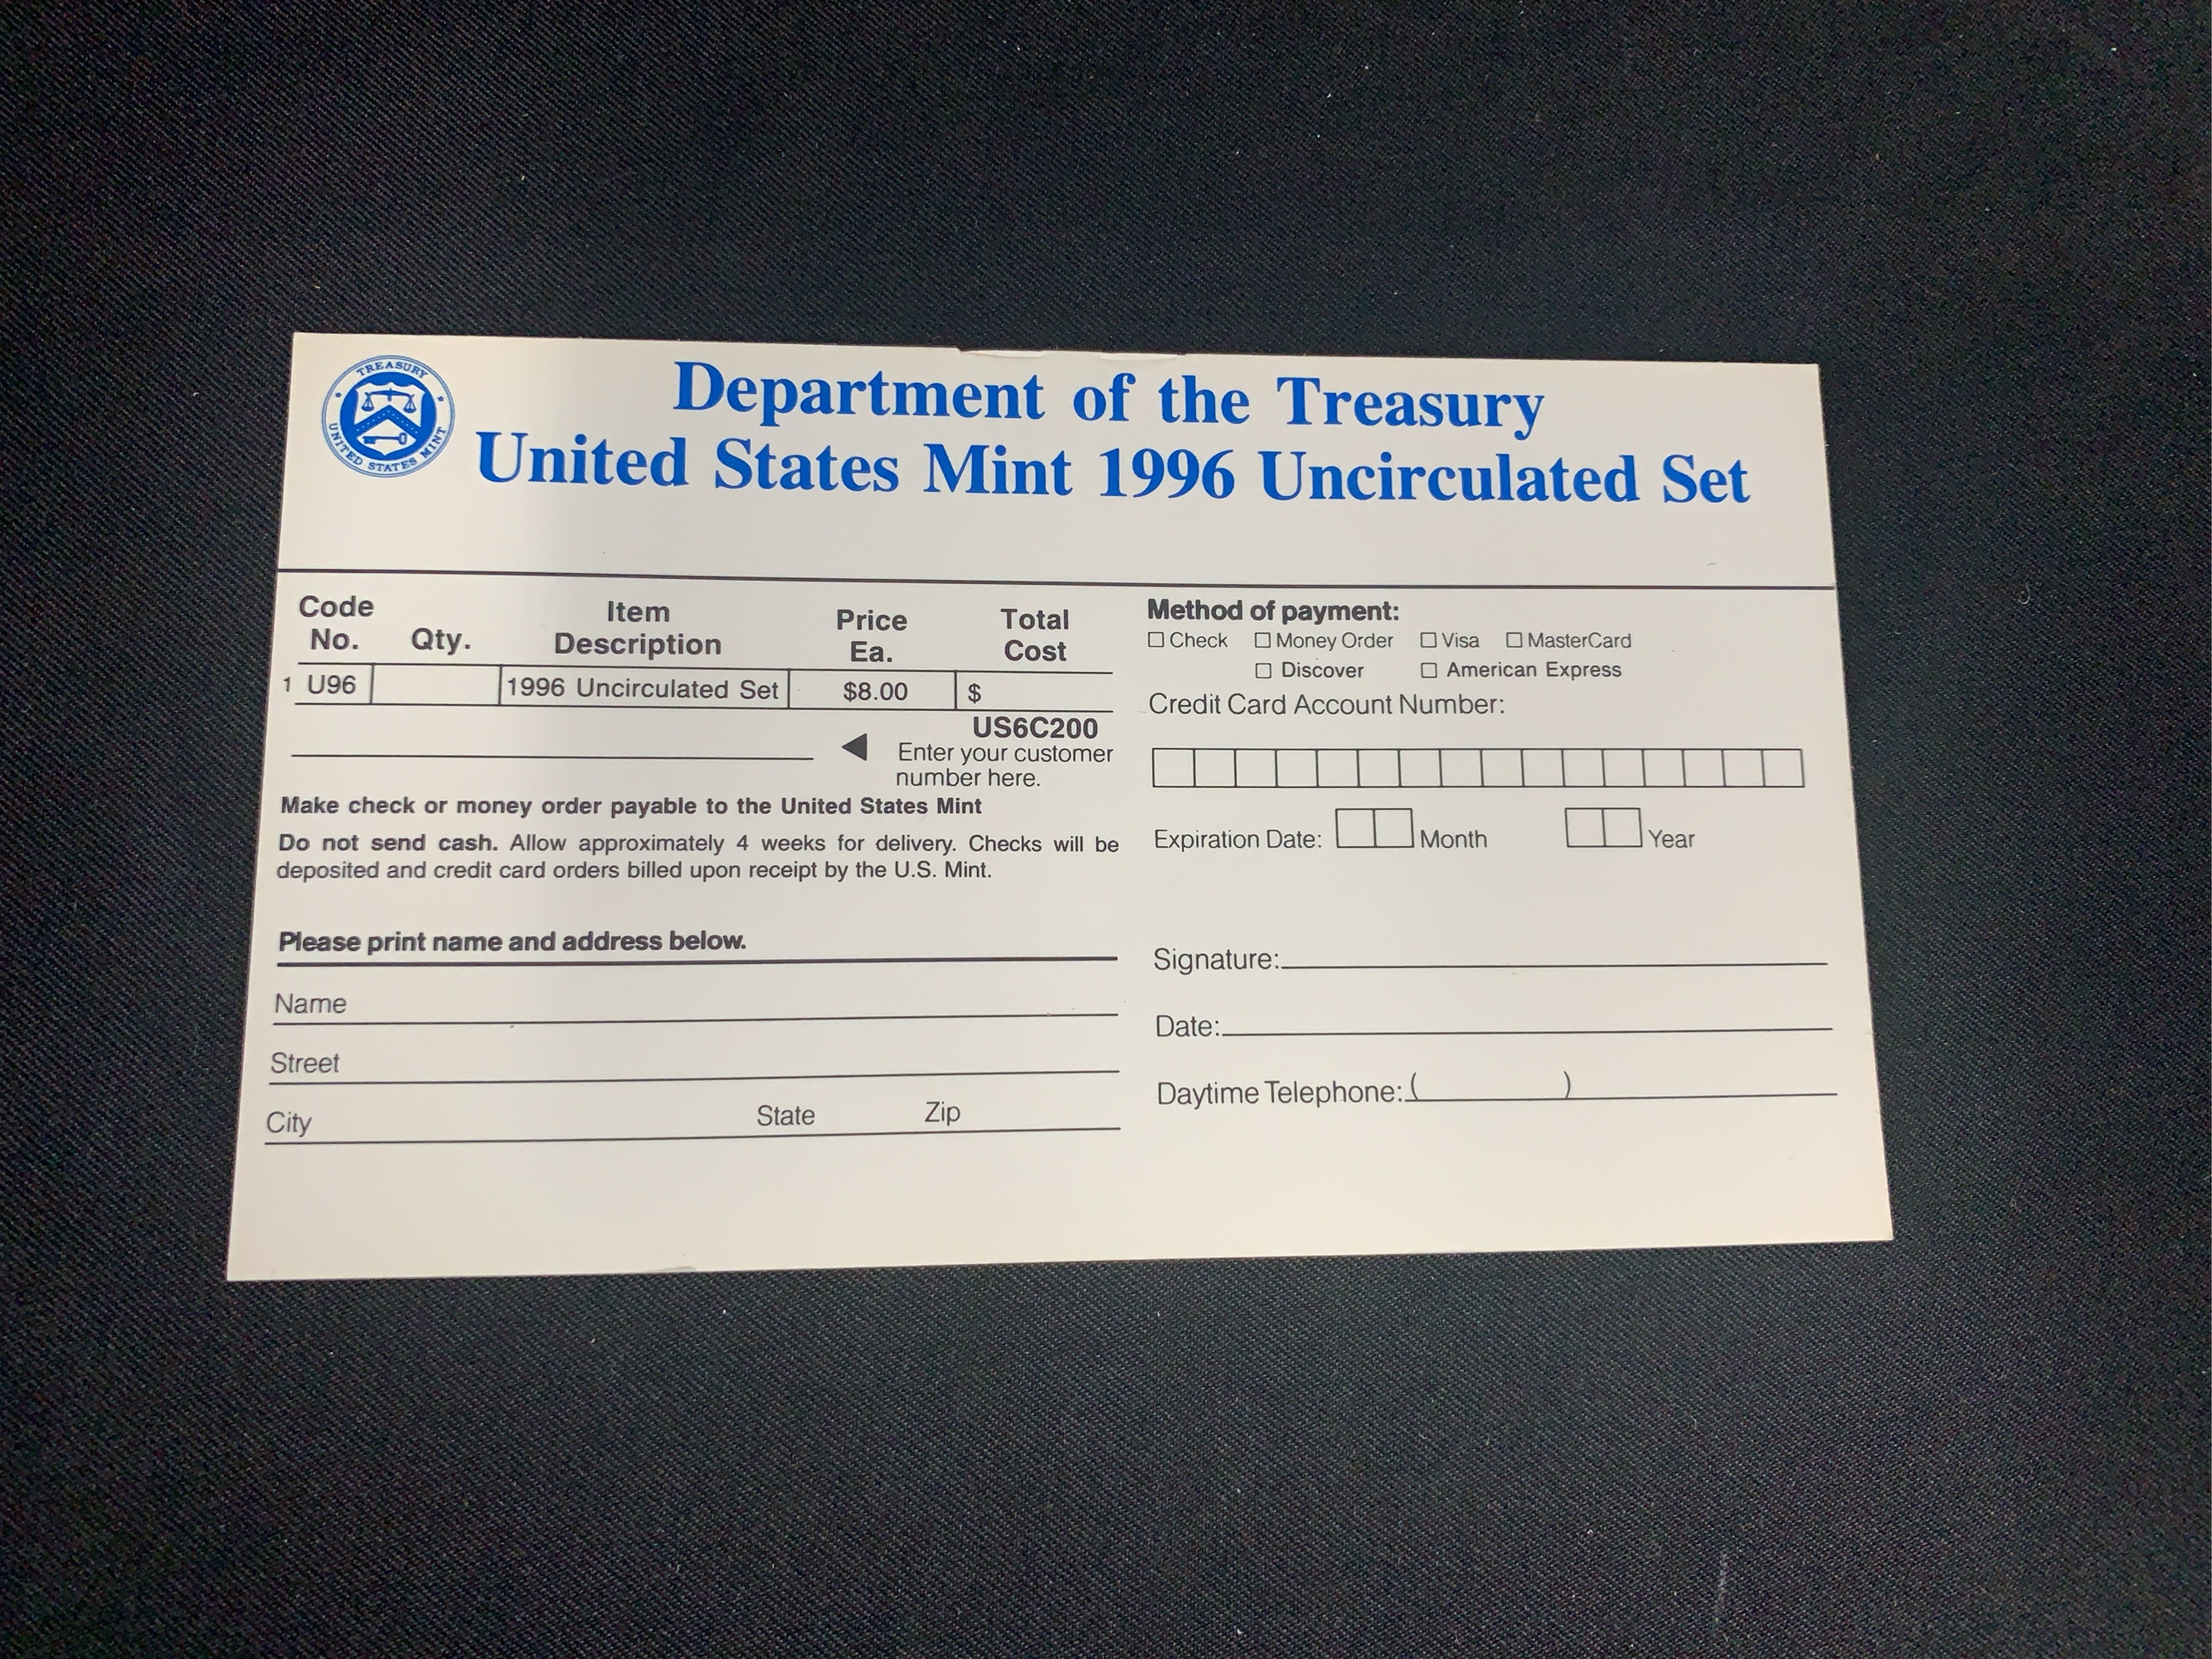 TREASURY
UNITED STATES MINT
Department of the Treasury
United States Mint 1996 Uncirculated Set
Code No. Qty. Item Description Price Ea. Total Cost
1 U96 1996 Uncirculated Set $8.00 $
US6C200
Enter your customer
number here.
Make check or money order payable to the United States Mint
Do not send cash. Allow approximately 4 weeks for delivery. Checks will be
deposited and credit card orders billed upon receipt by the U.S. Mint.
Please print name and address below.
Name
Street
City State Zip
Method of payment:
Check Money Order Visa MasterCard
Discover American Express
Credit Card Account Number:
Expiration Date: Month Year
Signature:
Date:
Daytime Telephone: ( )